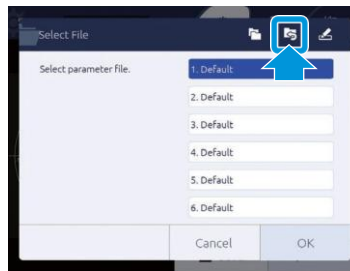 Select File
Select parameter file.
1. Default
2. Default
3. Default
4. Default
5. Default
6. Default
Cancel
OK